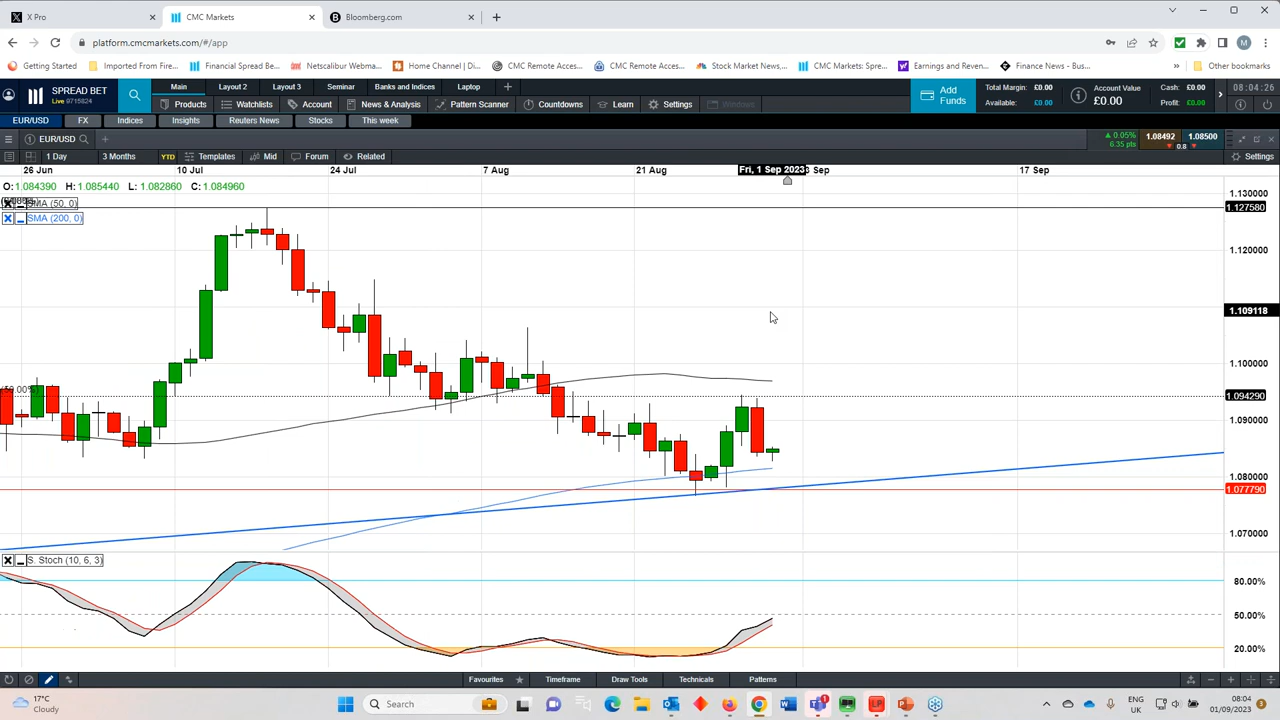 X Pro
CMC Markets
Bloomberg.com
platform.cmcmarkets.com/#/app
M
Getting Started
Imported From Fire...
Financial Spread Be...
Netscalibur Webma...
Home Channel | Di...
CMC Remote Acces...
CMC Remote Acces...
Stock Market News,...
CMC Markets: Sprea...
Earnings and Reven...
Finance News - Bus...
Other bookmarks
SPREAD BET
Live 9715824
Main
Layout 2
Layout 3
Seminar
Banks and Indices
Laptop
Products
Watchlists
Account
News & Analysis
Pattern Scanner
Countdowns
Learn
Settings
Windows
Add Funds
Total Margin: £0.00
Available: £0.00
Account Value
£0.00
Cash: £0.00
Profit: £0.00
08:04:26
EUR/USD
FX
Indices
Insights
Reuters News
Stocks
This week
1 EUR/USD
0.05%
6.35 pts
1.08492
0.8
1.08500
1 Day
3 Months
YTD
Templates
Mid
Forum
Related
Settings
26 Jun
10 Jul
24 Jul
7 Aug
21 Aug
Fri, 1 Sep 2023
Sep
17 Sep
O: 1.084390 H: 1.085440 L: 1.082860 C: 1.084960
SMA (50, 0)
SMA (200, 0)
1.130000
1.127580
1.120000
1.109118
1.100000
1.094290
1.090000
1.080000
1.077790
1.070000
S. Stoch (10, 6, 3)
80.00%
50.00%
20.00%
Favourites
Timeframe
Draw Tools
Technicals
Patterns
17°C
Cloudy
Search
ENG
UK
08:04
01/09/2023